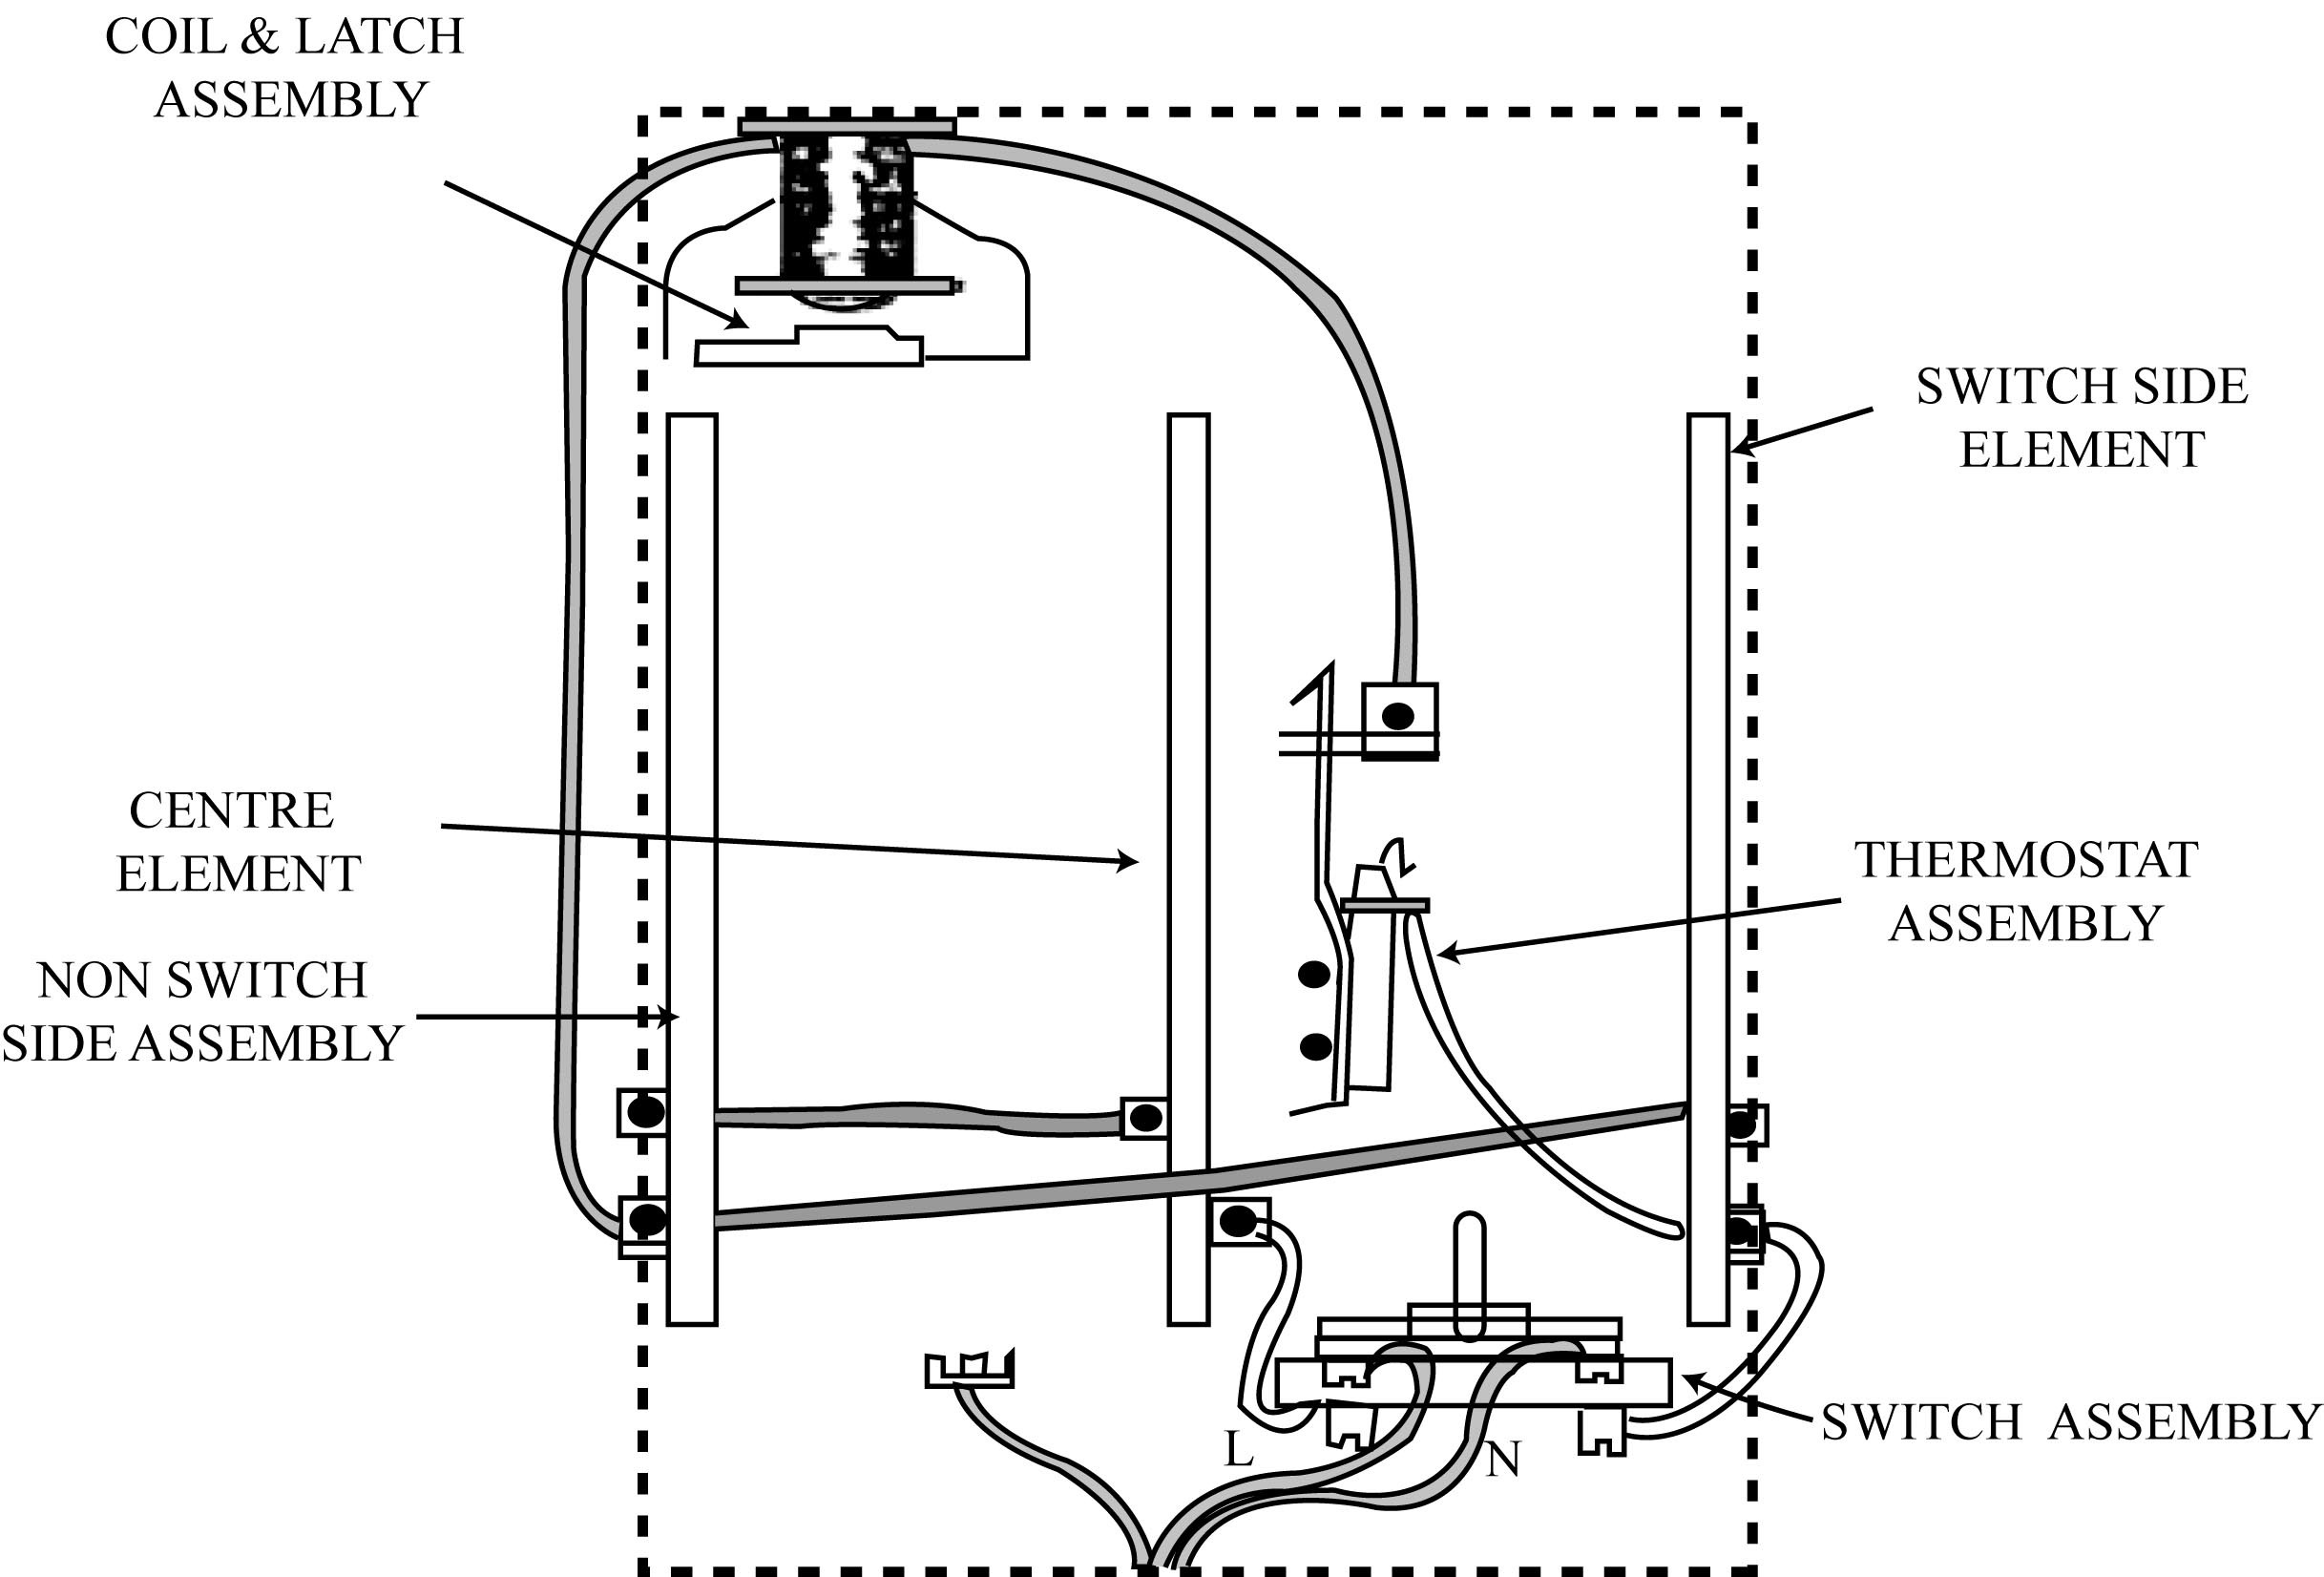 COIL & LATCH
ASSEMBLY
SWITCH SIDE
ELEMENT
CENTRE
ELEMENT
THERMOSTAT
ASSEMBLY
NON SWITCH
SIDE ASSEMBLY
SWITCH ASSEMBLY
L
N